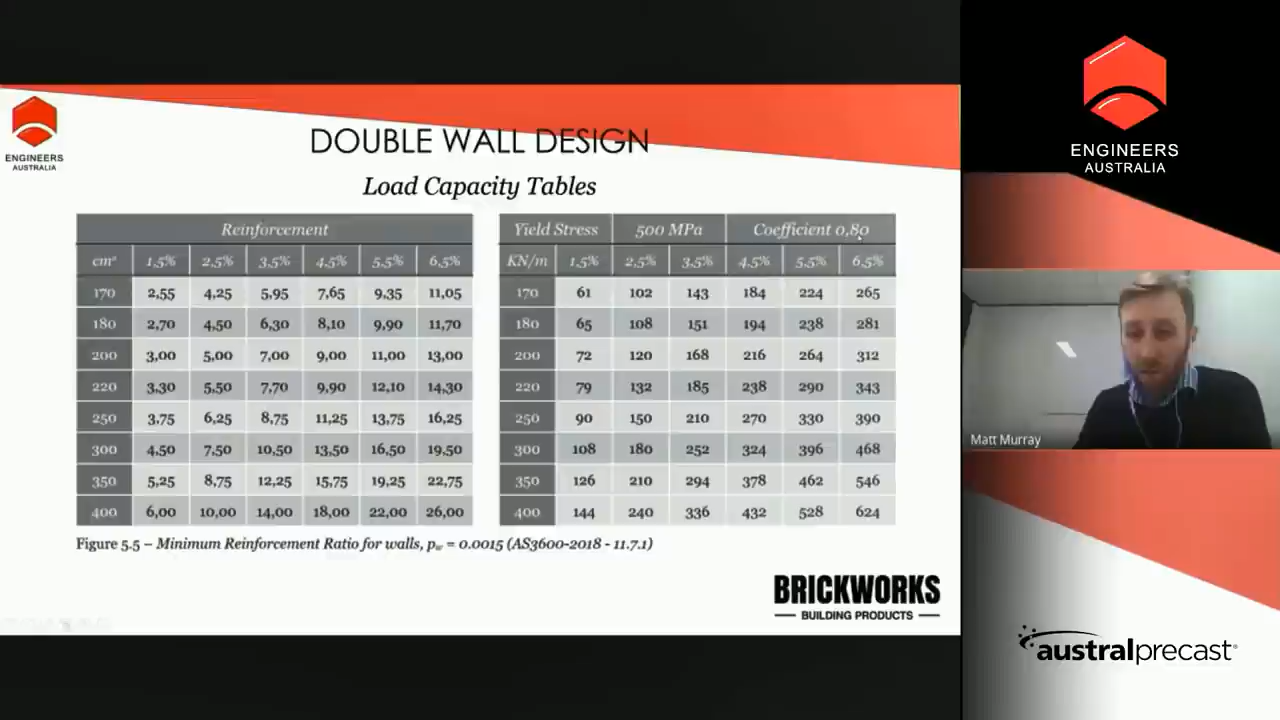 ENGINEERS
AUSTRALIA
DOUBLE WALL DESIGN
Load Capacity Tables
Reinforcement
cm² 1,5% 2,5% 3,5% 4,5% 5,5% 6,5%
170 2,55 4,25 5,95 7,65 9,35 11,05
180 2,70 4,50 6,30 8,10 9,90 11,70
200 3,00 5,00 7,00 9,00 11,00 13,00
220 3,30 5,50 7,70 9,90 12,10 14,30
250 3,75 6,25 8,75 11,25 13,75 16,25
300 4,50 7,50 10,50 13,50 16,50 19,50
350 5,25 8,75 12,25 15,75 19,25 22,75
400 6,00 10,00 14,00 18,00 22,00 26,00
Yield Stress 500 MPa Coefficient 0,80
KN/m 1,5% 2,5% 3,5% 4,5% 5,5% 6,5%
170 61 102 143 184 224 265
180 65 108 151 194 238 281
200 72 120 168 216 264 312
220 79 132 185 238 290 343
250 90 150 210 270 330 390
300 108 180 252 324 396 468
350 126 210 294 378 462 546
400 144 240 336 432 528 624
Figure 5.5 – Minimum Reinforcement Ratio for walls, pw = 0.0015 (AS3600-2018 - 11.7.1)
BRICKWORKS
BUILDING PRODUCTS
ENGINEERS
AUSTRALIA
Matt Murray
australprecast®